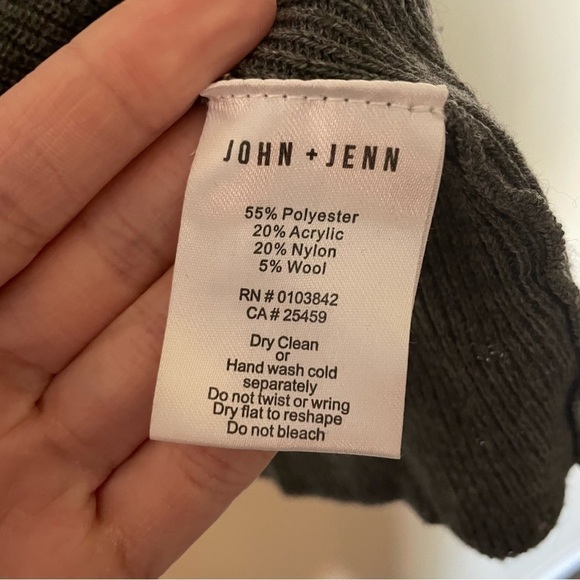 JOHN + JENN
55% Polyester
20% Acrylic
20% Nylon
5% Wool
RN # 0103842
CA # 25459
Dry Clean
or
Hand wash cold
separately
Do not twist or wring
Dry flat to reshape
Do not bleach